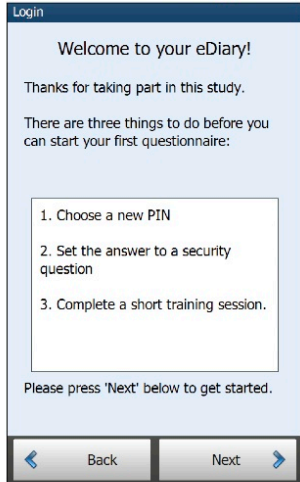 Login
Welcome to your eDiary!
Thanks for taking part in this study.
There are three things to do before you
can start your first questionnaire:
1. Choose a new PIN
2. Set the answer to a security
question
3. Complete a short training session.
Please press 'Next' below to get started.
Back
Next